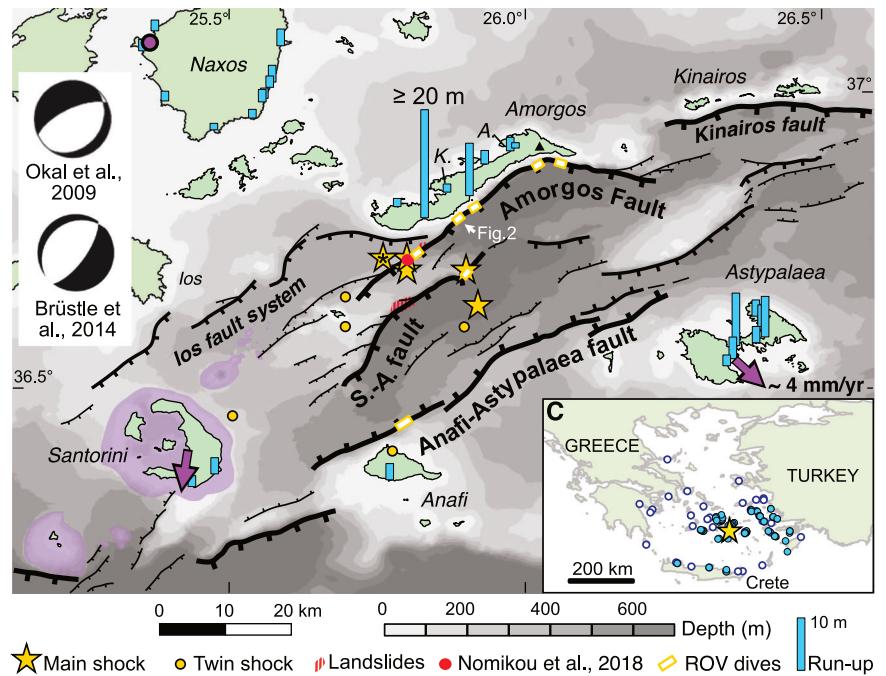 25.5°
26.0°
26.5°
Naxos
Kinairos
37°
≥ 20 m
Amorgos
A.
K.
Kinairos fault
Okal et al.,
2009
Amorgos Fault
Fig.2
Ios
Astypalaea
Brüstle et
al., 2014
Ios fault system
S.-A. fault
Anafi-Astypalaea fault
~ 4 mm/yr
36.5°
C
GREECE
TURKEY
Santorini
Anafi
200 km
Crete
0 10 20 km
0 200 400 600 Depth (m)
10 m
Main shock Twin shock Landslides Nomikou et al., 2018 ROV dives Run-up